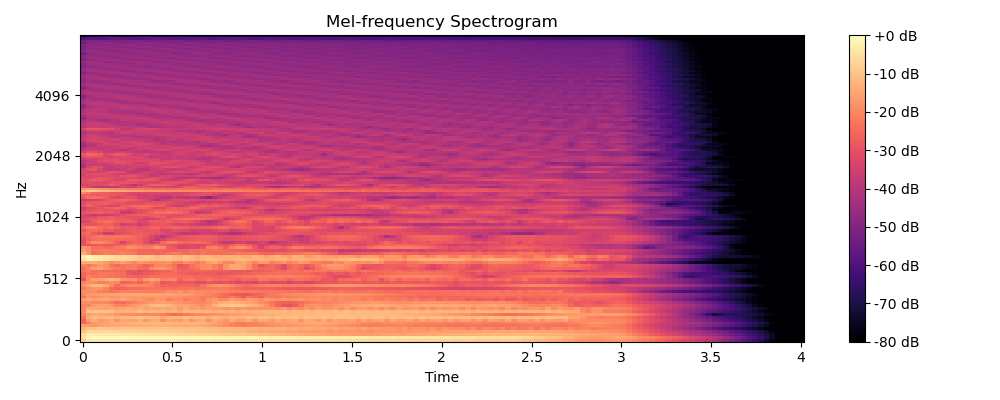 Mel-frequency Spectrogram
Hz
4096
2048
1024
512
0
0 0.5 1 1.5 2 2.5 3 3.5 4
Time
+0 dB
-10 dB
-20 dB
-30 dB
-40 dB
-50 dB
-60 dB
-70 dB
-80 dB